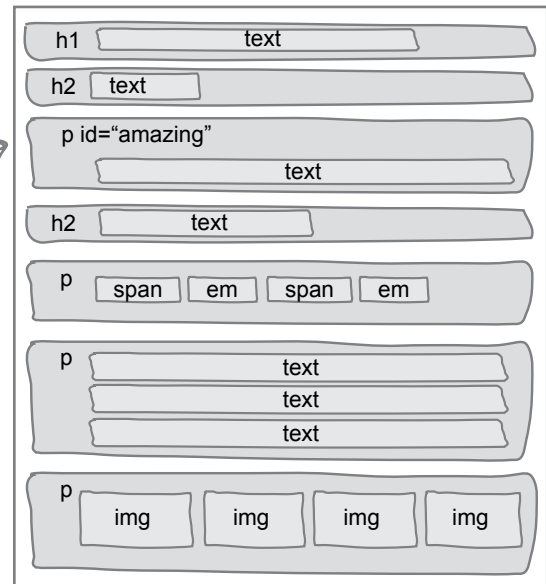 h1 text
h2 text
p id=“amazing”
text
h2 text
p span em span em
p text
text
text
p img img img img